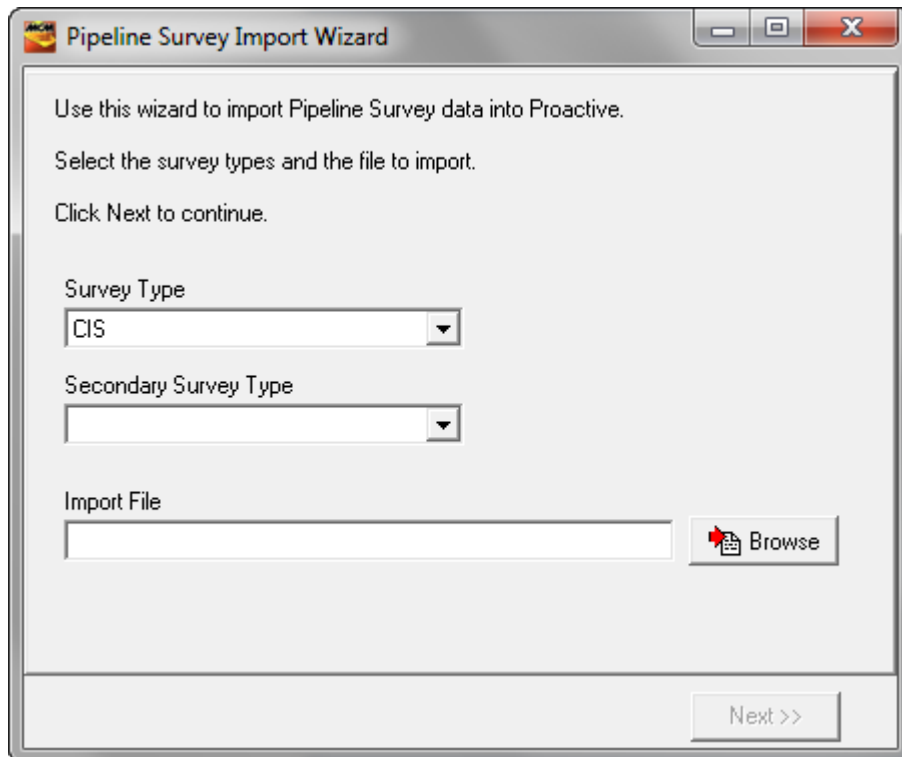 MCM
Pipeline Survey Import Wizard
Use this wizard to import Pipeline Survey data into Proactive.
Select the survey types and the file to import.
Click Next to continue.
Survey Type
CIS
Secondary Survey Type
Import File
Browse
Next >>